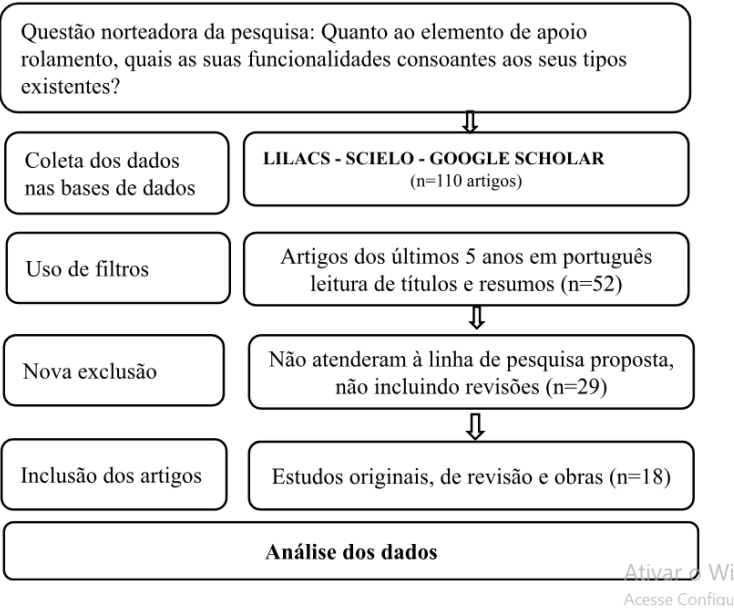 Questão norteadora da pesquisa: Quanto ao elemento de apoio
rolamento, quais as suas funcionalidades consoantes aos seus tipos
existentes?
Coleta dos dados
nas bases de dados
LILACS - SCIELO - GOOGLE SCHOLAR
(n=110 artigos)
Uso de filtros
Artigos dos últimos 5 anos em português
leitura de títulos e resumos (n=52)
Nova exclusão
Não atenderam à linha de pesquisa proposta,
não incluindo revisões (n=29)
Inclusão dos artigos
Estudos originais, de revisão e obras (n=18)
Análise dos dados
Ativar o Wi
Acesse Configu